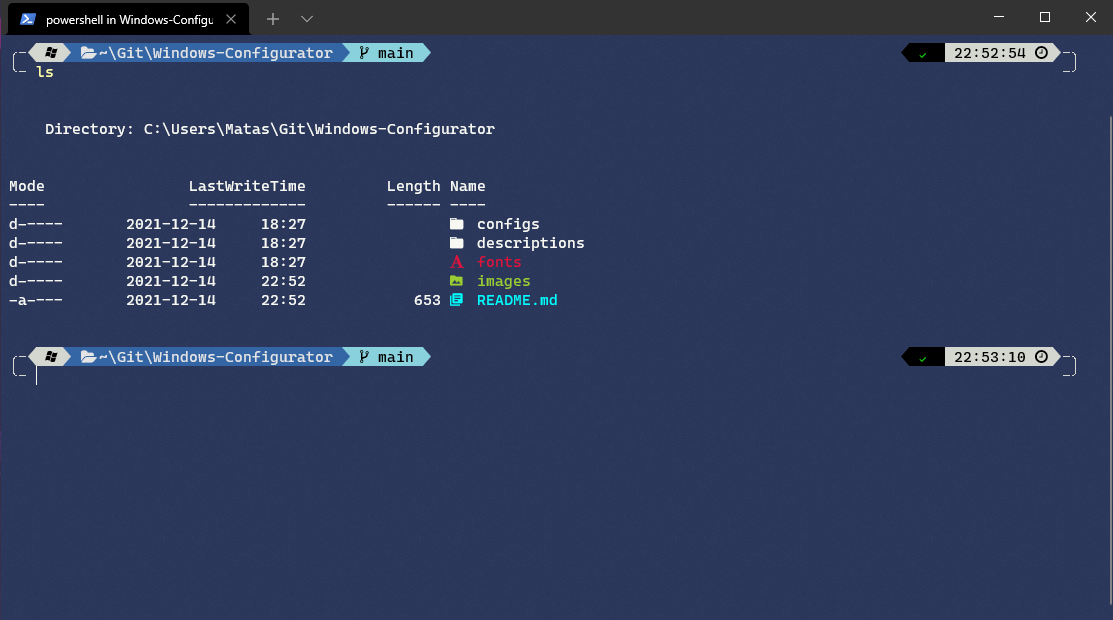 powershell in Windows-Configu
~\Git\Windows-Configurator main 22:52:54
ls
Directory: C:\Users\Matas\Git\Windows-Configurator
Mode LastWriteTime Length Name
---- ------------- ------ ----
d----- 2021-12-14 18:27 configs
d----- 2021-12-14 18:27 descriptions
d----- 2021-12-14 18:27 fonts
d----- 2021-12-14 22:52 images
-a---- 2021-12-14 22:52 653 README.md
~\Git\Windows-Configurator main 22:53:10